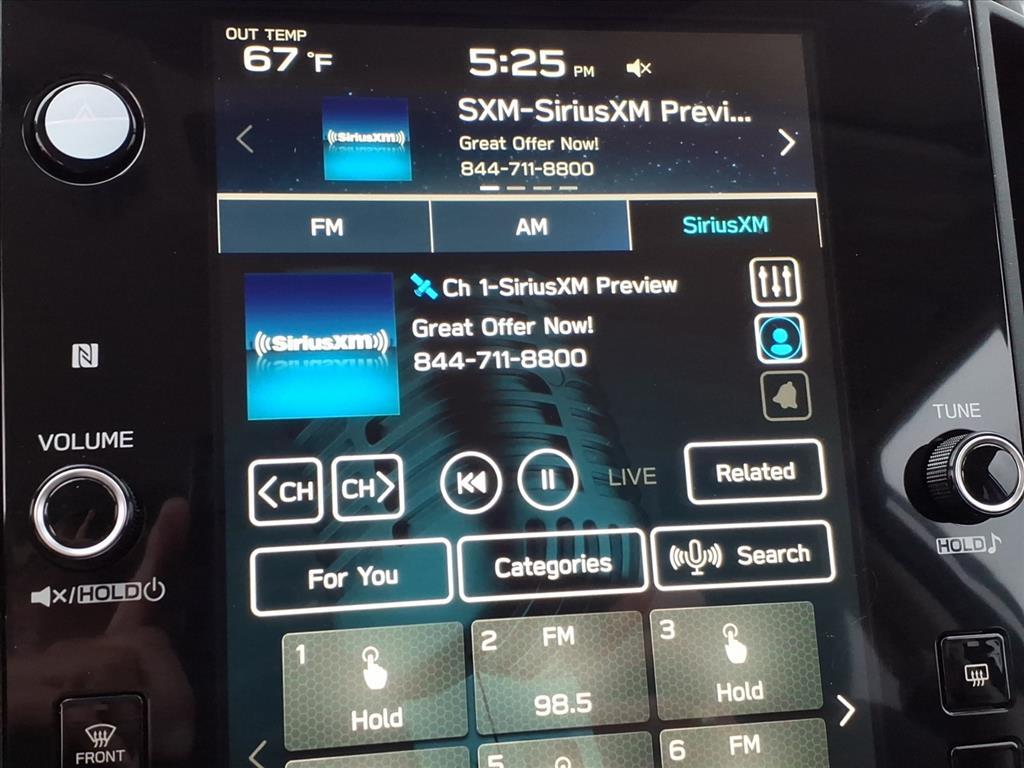 OUT TEMP
67 °F
5:25 PM
SXM-SiriusXM Previ...
((SiriusXM))
Great Offer Now!
844-711-8800
FM
AM
SiriusXM
Ch 1-SiriusXM Preview
Great Offer Now!
((SiriusXM))
844-711-8800
VOLUME
TUNE
<CH
CH>
LIVE
Related
HOLD♪
For You
Categories
Search
/HOLD
1
Hold
2
FM
98.5
3
Hold
FRONT
5
6
FM